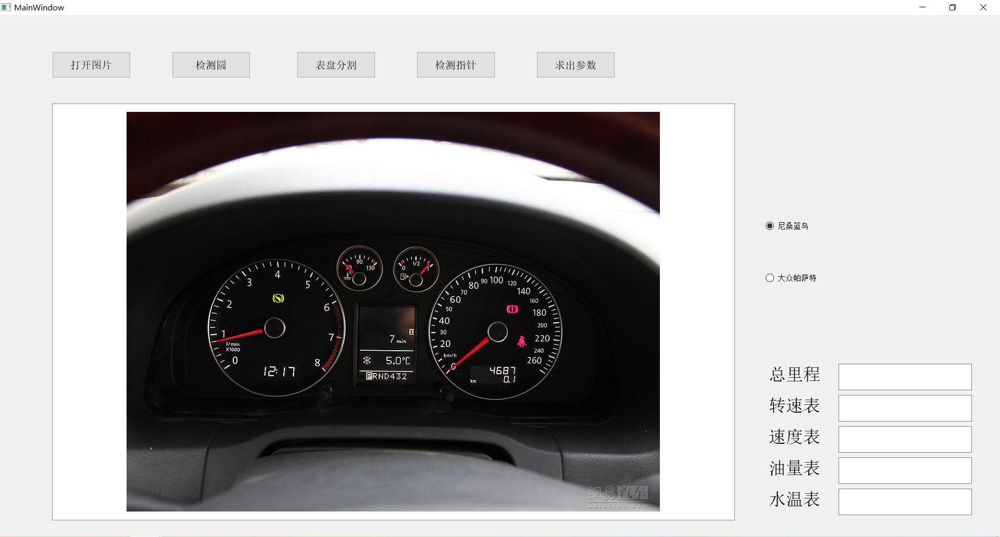 MainWindow
打开图片
检测圆
表盘分割
检测指针
求出参数
尼桑蓝鸟
大众帕萨特
总里程
转速表
速度表
油量表
水温表
0
1
2
3
4
5
6
7
8
1/min
X1000
12:17
50
90
130
0
1/2
1
1
7 min
5.0°C
PRND432
0
20
30
40
50
60
70
80
90
100
120
140
160
180
200
220
240
260
km/h
4687
km 0.1
網易汽车
auto.163.com